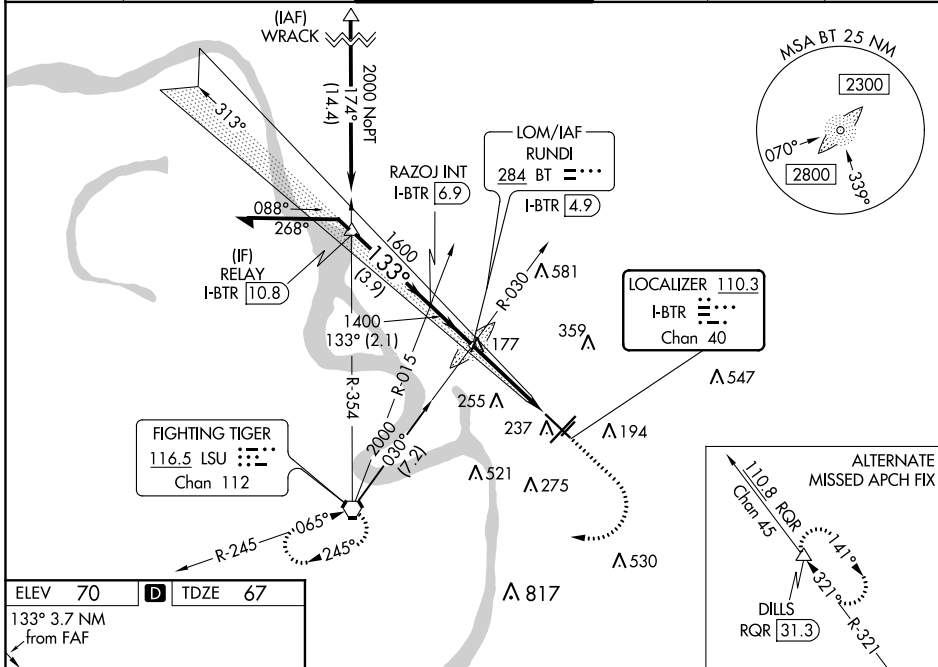 (IAF)
WRACK
2000 NoPT
174°
(14.4)
313°
MSA BT 25 NM
2300
070°
2800
339°
LOM/IAF
RUNDI
284 BT
I-BTR 4.9
RAZOJ INT
I-BTR 6.9
088°
268°
(IF)
RELAY
I-BTR 10.8
1600
133°
(3.9)
1400
133° (2.1)
R-030
581
LOCALIZER 110.3
I-BTR
Chan 40
359
177
547
R-354
R-015
255
237
194
FIGHTING TIGER
116.5 LSU
Chan 112
2000
030°
(7.2)
521
275
R-245
065°
245°
530
817
ALTERNATE
MISSED APCH FIX
110.8 RQR
Chan 45
141°
321°
R-321
DILLS
RQR 31.3
ELEV 70 D TDZE 67
133° 3.7 NM
from FAF